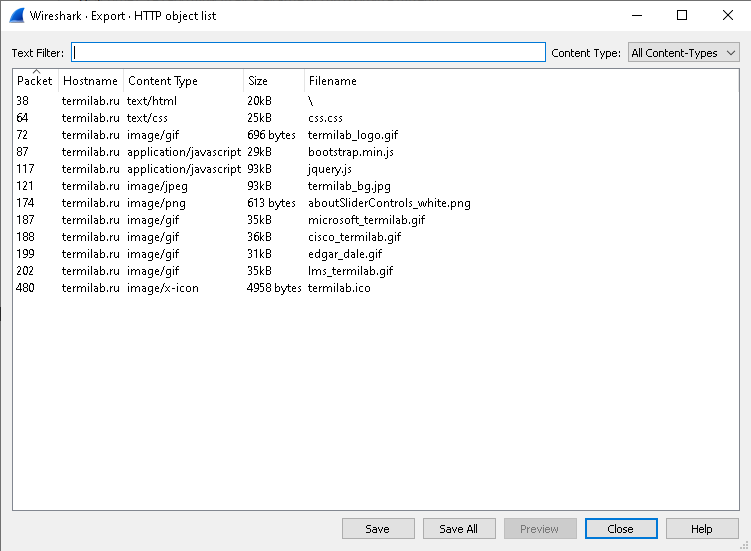 Wireshark · Export · HTTP object list
Text Filter: Content Type: All Content-Types
Packet Hostname Content Type Size Filename
38 termilab.ru text/html 20kB \
64 termilab.ru text/css 25kB css.css
72 termilab.ru image/gif 696 bytes termilab_logo.gif
87 termilab.ru application/javascript 29kB bootstrap.min.js
117 termilab.ru application/javascript 93kB jquery.js
121 termilab.ru image/jpeg 93kB termilab_bg.jpg
174 termilab.ru image/png 613 bytes aboutSliderControls_white.png
187 termilab.ru image/gif 35kB microsoft_termilab.gif
188 termilab.ru image/gif 36kB cisco_termilab.gif
199 termilab.ru image/gif 31kB edgar_dale.gif
202 termilab.ru image/gif 35kB lms_termilab.gif
480 termilab.ru image/x-icon 4958 bytes termilab.ico
Save Save All Preview Close Help